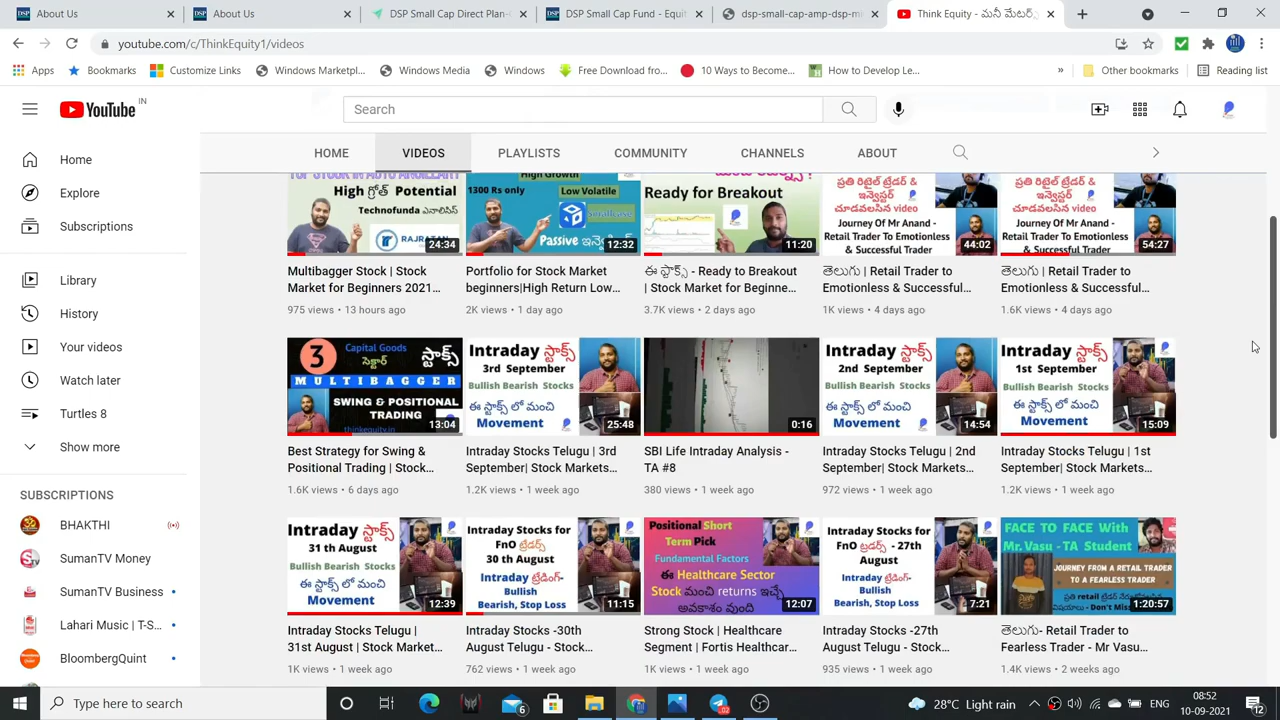 About Us
About Us
DSP Small Cap Direct Plan-
DSP Small Cap Fund - Equit
dsp-small-cap-amp-dsp-m
Think Equity - మనీ మేటర్స్
youtube.com/c/ThinkEquity1/videos
Apps
Bookmarks
Customize Links
Windows Marketpl...
Windows Media
Windows
Free Download fro...
10 Ways to Become...
How to Develop Le...
»
Other bookmarks
Reading list
YouTube IN
Search
HOME
VIDEOS
PLAYLISTS
COMMUNITY
CHANNELS
ABOUT
Home
Explore
Subscriptions
Library
History
Your videos
Watch later
Turtles 8
Show more
SUBSCRIPTIONS
BHAKTHI
SumanTV Money
SumanTV Business
Lahari Music | T-S...
BloombergQuint
High గ్రోత్ Potential
Technofunda ఎనాలిసిస్
RAJRATAN
24:34
Multibagger Stock | Stock
Market for Beginners 2021...
975 views • 13 hours ago
High Growth
1300 Rs only
Low Volatile
Smallcase
Passive
12:32
Portfolio for Stock Market
beginners|High Return Low...
2K views • 1 day ago
Ready for Breakout
11:20
ఈ స్టాక్స్ - Ready to Breakout
| Stock Market for Beginne...
3.7K views • 2 days ago
ప్రతి రిటైల్ ట్రేడర్ &
ఇన్వెస్టర్
చూడవలసిన video
Journey Of Mr Anand -
Retail Trader To Emotionless
& Successful Trader
44:02
తెలుగు | Retail Trader to
Emotionless & Successful...
1K views • 4 days ago
ప్రతి రిటైల్ ట్రేడర్ &
ఇన్వెస్టర్
చూడవలసిన video
Journey Of Mr Anand -
Retail Trader To Emotionless
& Successful Trader
54:27
తెలుగు | Retail Trader to
Emotionless & Successful...
1.6K views • 4 days ago
3
Capital Goods
సెక్టార్
స్టాక్స్
MULTIBAGGER
SWING & POSITIONAL
TRADING
thinkequity.in
13:04
Best Strategy for Swing &
Positional Trading | Stock...
1.6K views • 6 days ago
Intraday స్టాక్స్
3rd September
Bullish Bearish Stocks
ఈ స్టాక్స్ లో మంచి
Movement
25:48
Intraday Stocks Telugu | 3rd
September| Stock Markets...
1.2K views • 1 week ago
0:16
SBI Life Intraday Analysis -
TA #8
380 views • 1 week ago
Intraday స్టాక్స్
2nd September
Bullish Bearish Stocks
ఈ స్టాక్స్ లో మంచి
Movement
14:54
Intraday Stocks Telugu | 2nd
September| Stock Markets...
972 views • 1 week ago
Intraday స్టాక్స్
1st September
Bullish Bearish Stocks
ఈ స్టాక్స్ లో మంచి
Movement
15:09
Intraday Stocks Telugu | 1st
September| Stock Markets...
1.2K views • 1 week ago
Intraday స్టాక్స్
31 th August
Bullish Bearish Stocks
ఈ స్టాక్స్ లో మంచి
Movement
12:39
Intraday Stocks Telugu |
31st August | Stock Market...
1K views • 1 week ago
Intraday Stocks for
FnO ట్రేడర్స్
30 th August
Intraday ట్రేడింగ్-
Bullish
Bearish, Stop Loss
11:15
Intraday Stocks -30th
August Telugu - Stock...
762 views • 1 week ago
Positional Short
Term Pick
Fundamental Factors
ఈ Healthcare Sector
Stock మంచి returns ఇచ్చే
అవకాశం వుంది
12:07
Strong Stock | Healthcare
Segment | Fortis Healthcar...
1K views • 1 week ago
Intraday Stocks for
FnO ట్రేడర్స్ -27th
August
Intraday ట్రేడింగ్-
Bullish
Bearish, Stop Loss
7:21
Intraday Stocks -27th
August Telugu - Stock...
935 views • 1 week ago
FACE TO FACE With
Mr. Vasu - TA Student
JOURNEY FROM A RETAIL TRADER
TO A FEARLESS TRADER
ప్రతి retail ట్రేడర్
Don't Mis
1:20:57
తెలుగు- Retail Trader to
Fearless Trader - Mr Vasu...
1.4K views • 2 weeks ago
Type here to search
6
02
28°C Light rain
ENG
08:52
10-09-2021
12